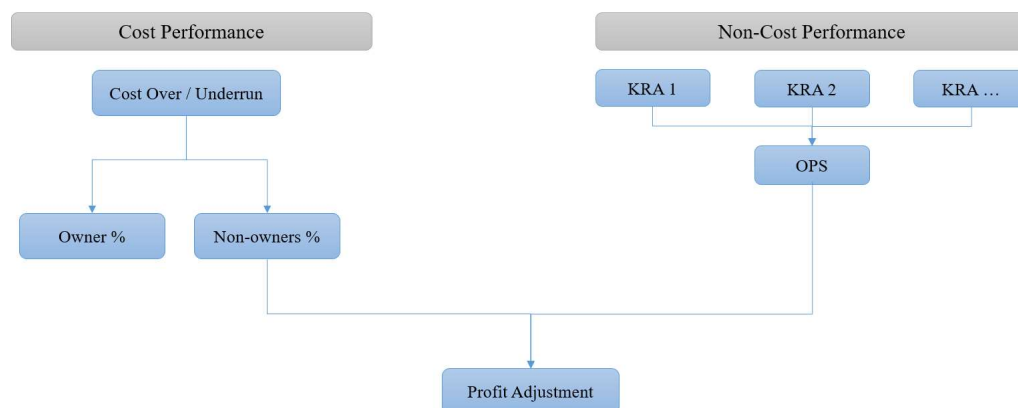 Cost Performance
Non-Cost Performance
Cost Over / Underrun
KRA 1
KRA 2
KRA …
OPS
Owner %
Non-owners %
Profit Adjustment